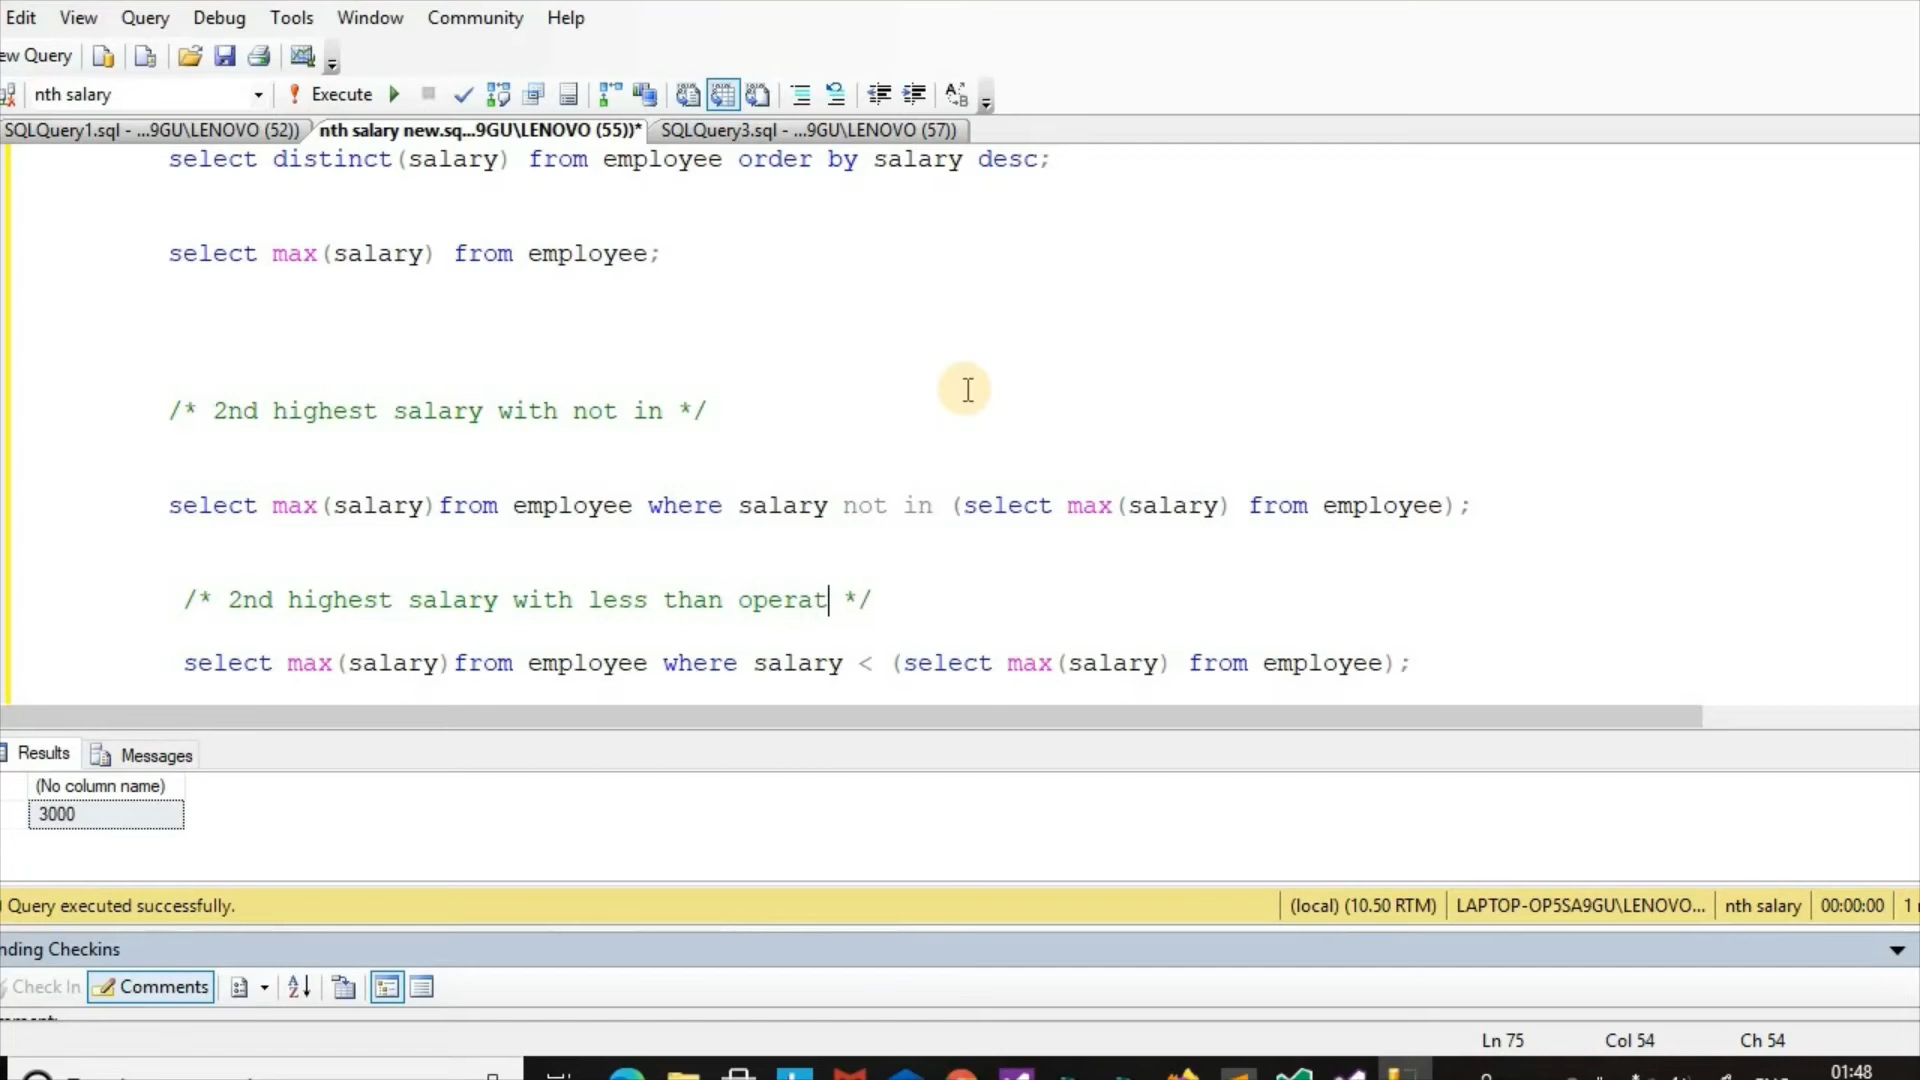 Edit View Query Debug Tools Window Community Help
ew Query
nth salary Execute
SQLQuery1.sql - ...9GU\LENOVO (52)) nth salary new.sq...9GU\LENOVO (55))* SQLQuery3.sql - ...9GU\LENOVO (57))
select distinct(salary) from employee order by salary desc;
select max(salary) from employee;
/* 2nd highest salary with not in */
select max(salary)from employee where salary not in (select max(salary) from employee);
/* 2nd highest salary with less than operat */
select max(salary)from employee where salary < (select max(salary) from employee);
Results Messages
(No column name)
3000
Query executed successfully. (local) (10.50 RTM) LAPTOP-OP5SA9GU\LENOVO... nth salary 00:00:00 1
nding Checkins
Check In Comments
Ln 75 Col 54 Ch 54
01:48